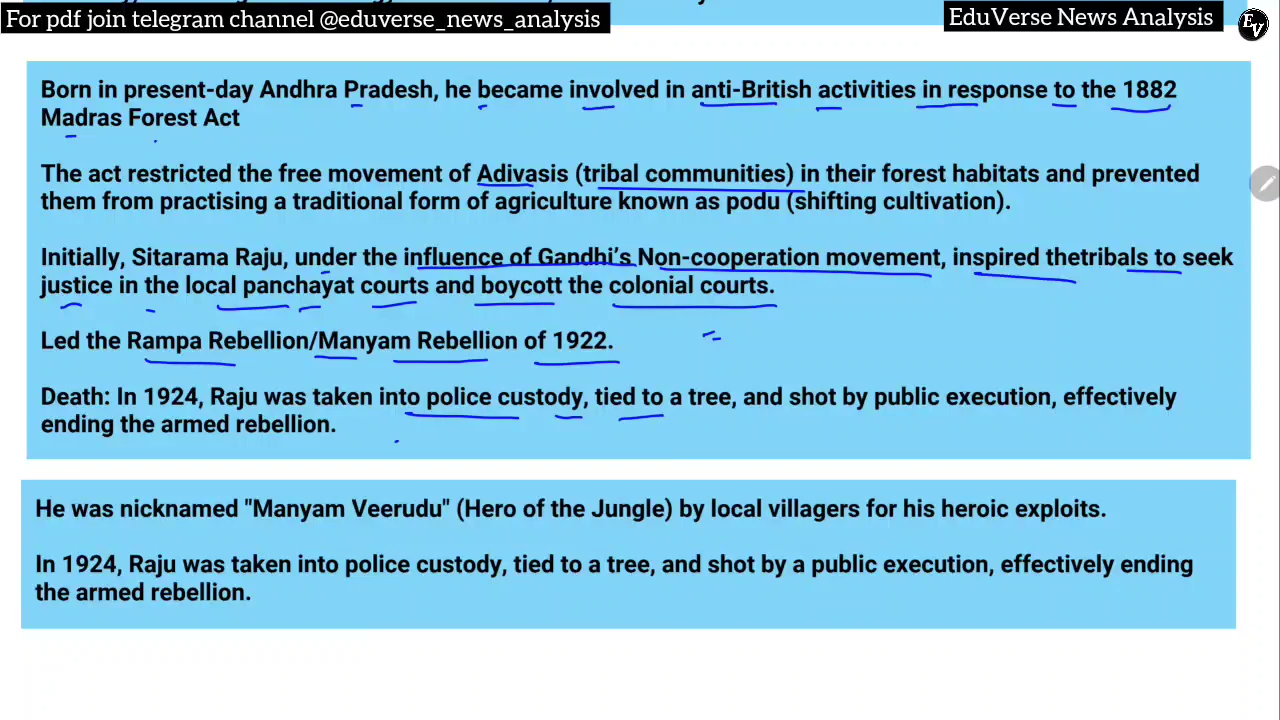 For pdf join telegram channel @eduverse_news_analysis
EduVerse News Analysis
EV
Born in present-day Andhra Pradesh, he became involved in anti-British activities in response to the 1882
Madras Forest Act
The act restricted the free movement of Adivasis (tribal communities) in their forest habitats and prevented
them from practising a traditional form of agriculture known as podu (shifting cultivation).
Initially, Sitarama Raju, under the influence of Gandhi's Non-cooperation movement, inspired thetribals to seek
justice in the local panchayat courts and boycott the colonial courts.
Led the Rampa Rebellion/Manyam Rebellion of 1922.
Death: In 1924, Raju was taken into police custody, tied to a tree, and shot by public execution, effectively
ending the armed rebellion.
He was nicknamed "Manyam Veerudu" (Hero of the Jungle) by local villagers for his heroic exploits.
In 1924, Raju was taken into police custody, tied to a tree, and shot by a public execution, effectively ending
the armed rebellion.